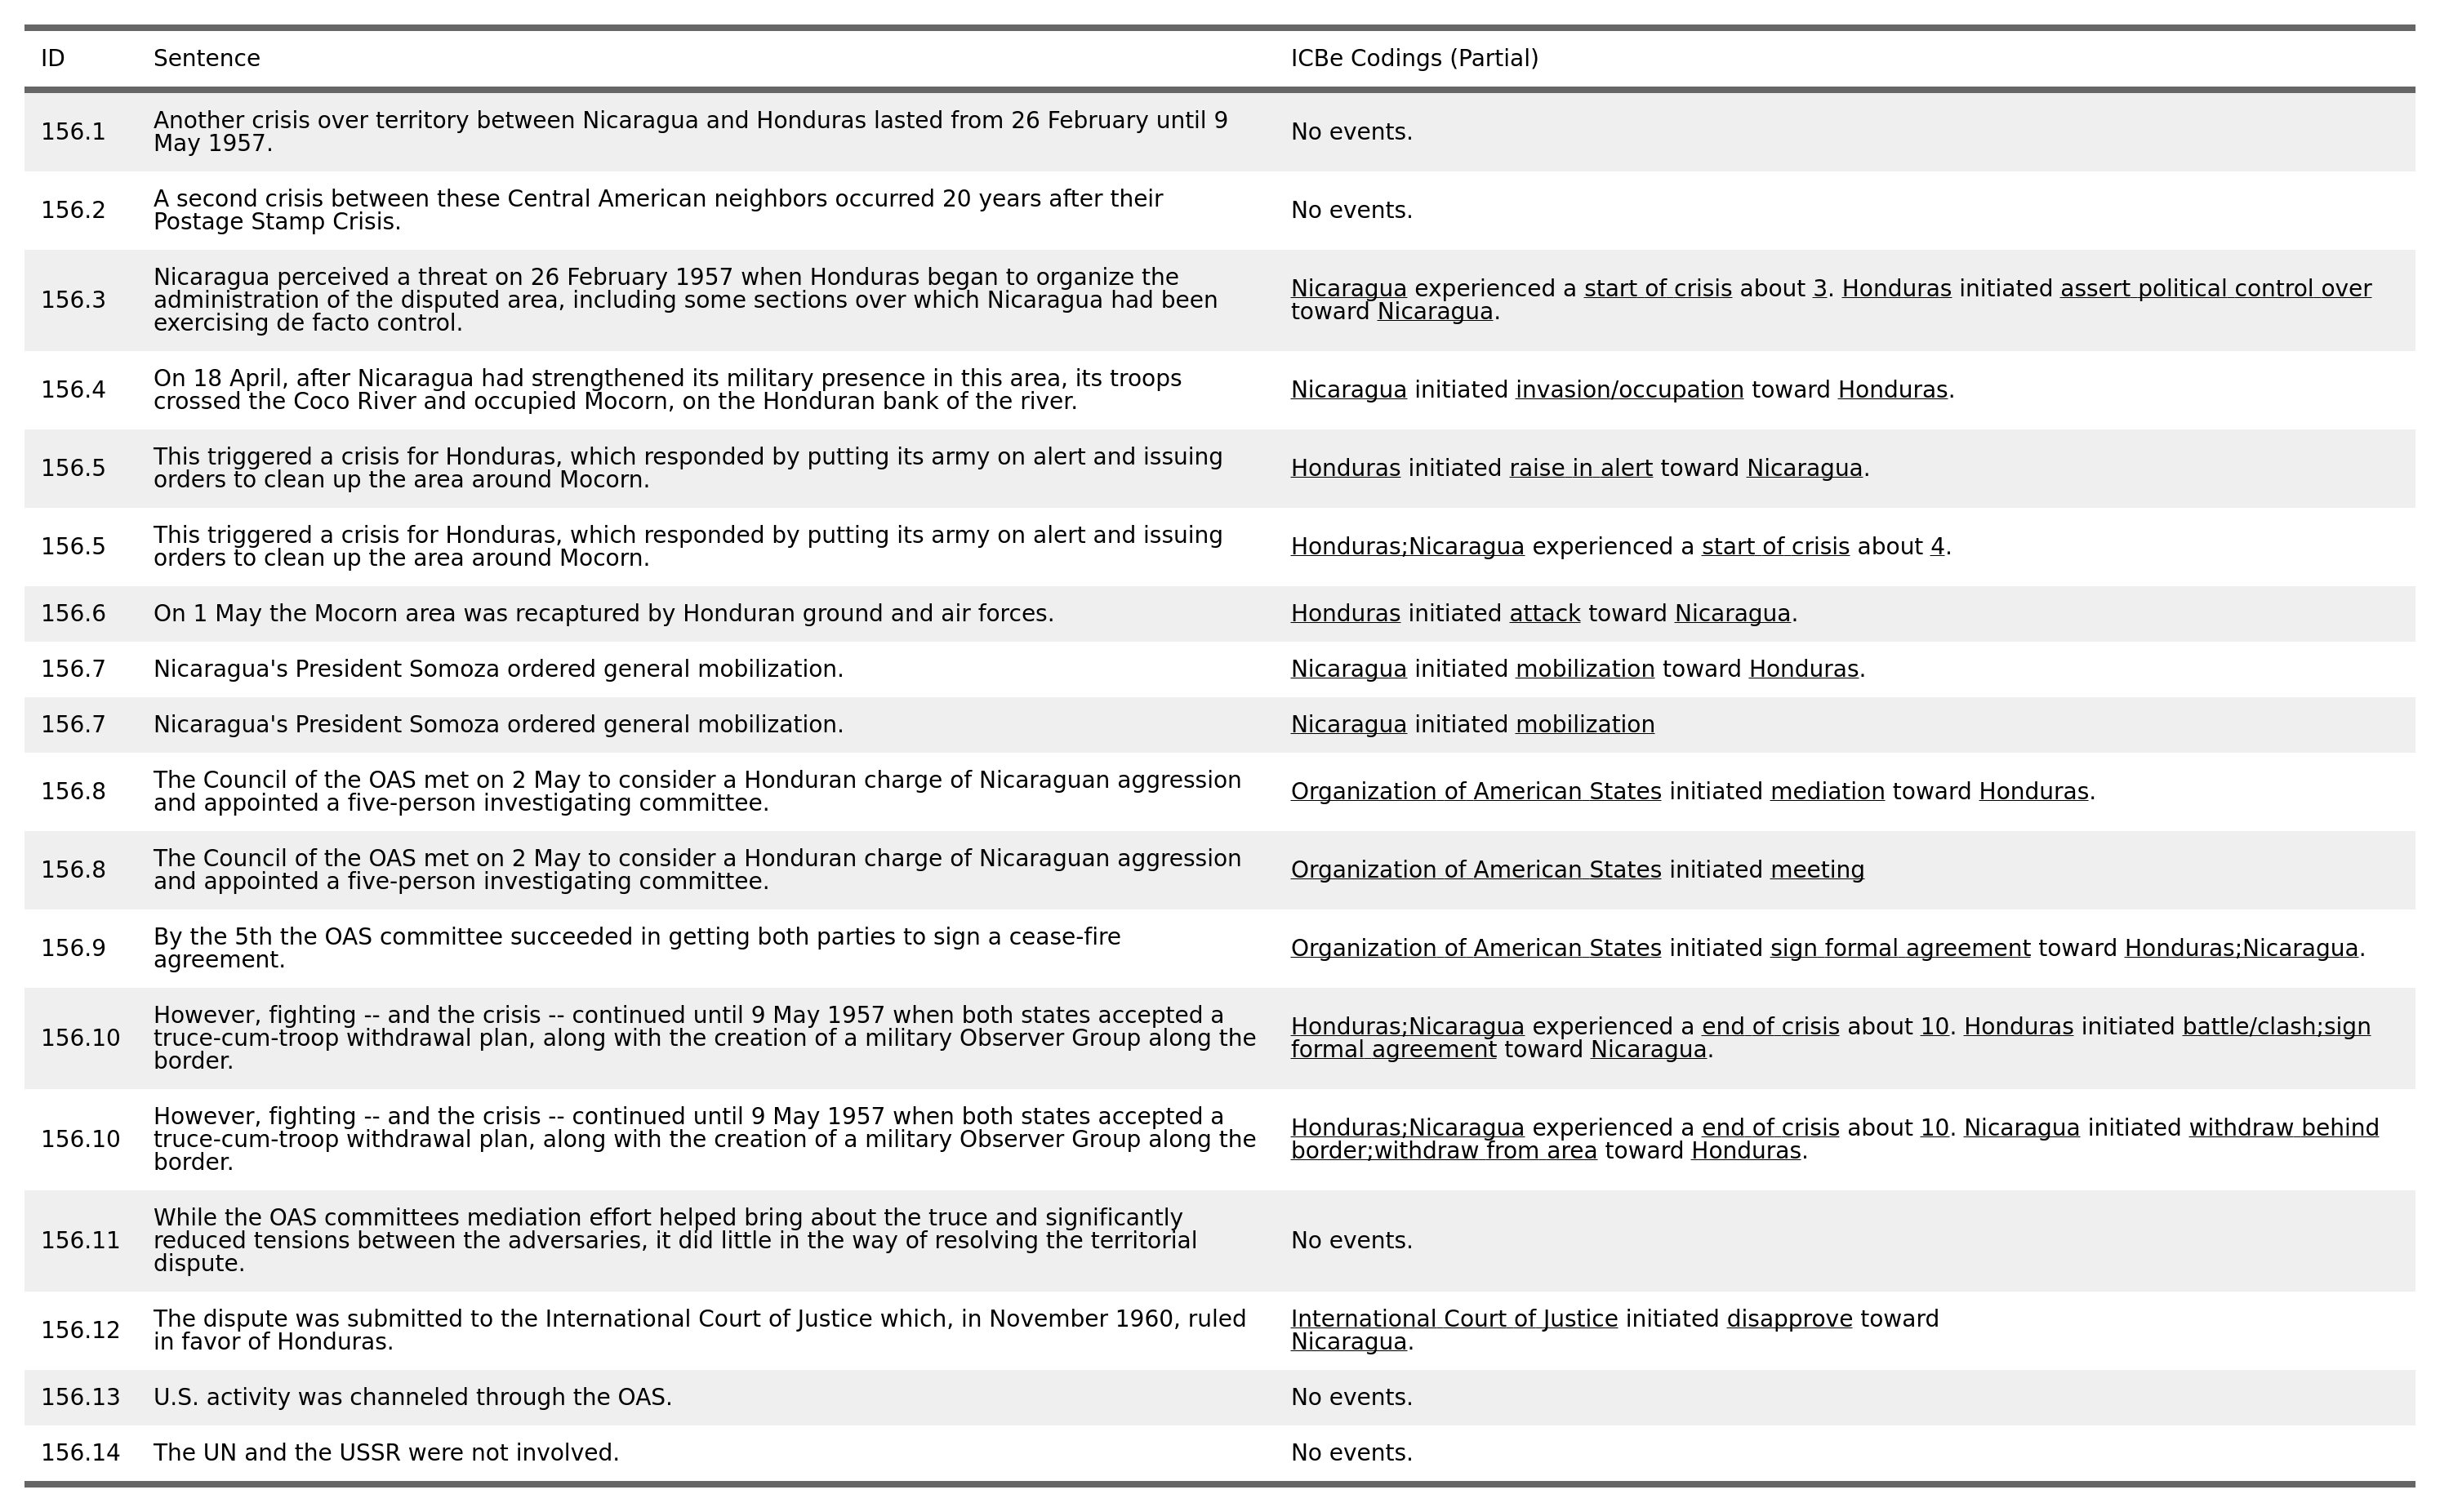 ID Sentence ICBe Codings (Partial)
156.1 Another crisis over territory between Nicaragua and Honduras lasted from 26 February until 9
May 1957.
No events.
156.2 A second crisis between these Central American neighbors occurred 20 years after their
Postage Stamp Crisis.
No events.
156.3 Nicaragua perceived a threat on 26 February 1957 when Honduras began to organize the
administration of the disputed area, including some sections over which Nicaragua had been
exercising de facto control.
Nicaragua experienced a start of crisis about 3. Honduras initiated assert political control over
toward Nicaragua.
156.4 On 18 April, after Nicaragua had strengthened its military presence in this area, its troops
crossed the Coco River and occupied Mocorn, on the Honduran bank of the river.
Nicaragua initiated invasion/occupation toward Honduras.
156.5 This triggered a crisis for Honduras, which responded by putting its army on alert and issuing
orders to clean up the area around Mocorn.
Honduras initiated raise in alert toward Nicaragua.
156.5 This triggered a crisis for Honduras, which responded by putting its army on alert and issuing
orders to clean up the area around Mocorn.
Honduras;Nicaragua experienced a start of crisis about 4.
156.6 On 1 May the Mocorn area was recaptured by Honduran ground and air forces. Honduras initiated attack toward Nicaragua.
156.7 Nicaragua's President Somoza ordered general mobilization. Nicaragua initiated mobilization toward Honduras.
156.7 Nicaragua's President Somoza ordered general mobilization. Nicaragua initiated mobilization
156.8 The Council of the OAS met on 2 May to consider a Honduran charge of Nicaraguan aggression
and appointed a five-person investigating committee.
Organization of American States initiated mediation toward Honduras.
156.8 The Council of the OAS met on 2 May to consider a Honduran charge of Nicaraguan aggression
and appointed a five-person investigating committee.
Organization of American States initiated meeting
156.9 By the 5th the OAS committee succeeded in getting both parties to sign a cease-fire
agreement.
Organization of American States initiated sign formal agreement toward Honduras;Nicaragua.
156.10 However, fighting -- and the crisis -- continued until 9 May 1957 when both states accepted a
truce-cum-troop withdrawal plan, along with the creation of a military Observer Group along the
border.
Honduras;Nicaragua experienced a end of crisis about 10. Honduras initiated battle/clash;sign
formal agreement toward Nicaragua.
156.10 However, fighting -- and the crisis -- continued until 9 May 1957 when both states accepted a
truce-cum-troop withdrawal plan, along with the creation of a military Observer Group along the
border.
Honduras;Nicaragua experienced a end of crisis about 10. Nicaragua initiated withdraw behind
border;withdraw from area toward Honduras.
156.11 While the OAS committees mediation effort helped bring about the truce and significantly
reduced tensions between the adversaries, it did little in the way of resolving the territorial
dispute.
No events.
156.12 The dispute was submitted to the International Court of Justice which, in November 1960, ruled
in favor of Honduras.
International Court of Justice initiated disapprove toward
Nicaragua.
156.13 U.S. activity was channeled through the OAS. No events.
156.14 The UN and the USSR were not involved. No events.